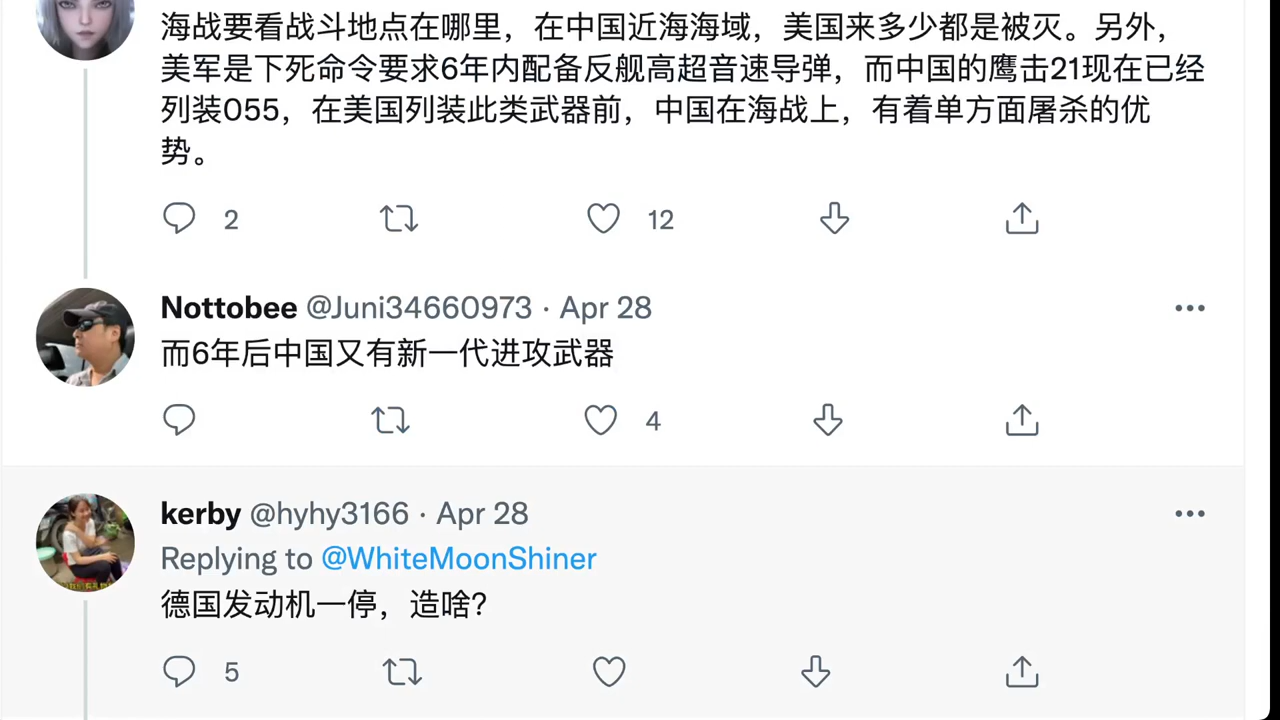 海战要看战斗地点在哪里，在中国近海海域，美国来多少都是被灭。另外，
美军是下死命令要求6年内配备反舰高超音速导弹，而中国的鹰击21现在已经
列装055，在美国列装此类武器前，中国在海战上，有着单方面屠杀的优
势。
2 12
Nottobee @Juni34660973 · Apr 28
而6年后中国又有新一代进攻武器
4
kerby @hyhy3166 · Apr 28
Replying to @WhiteMoonShiner
德国发动机一停，造啥?
5